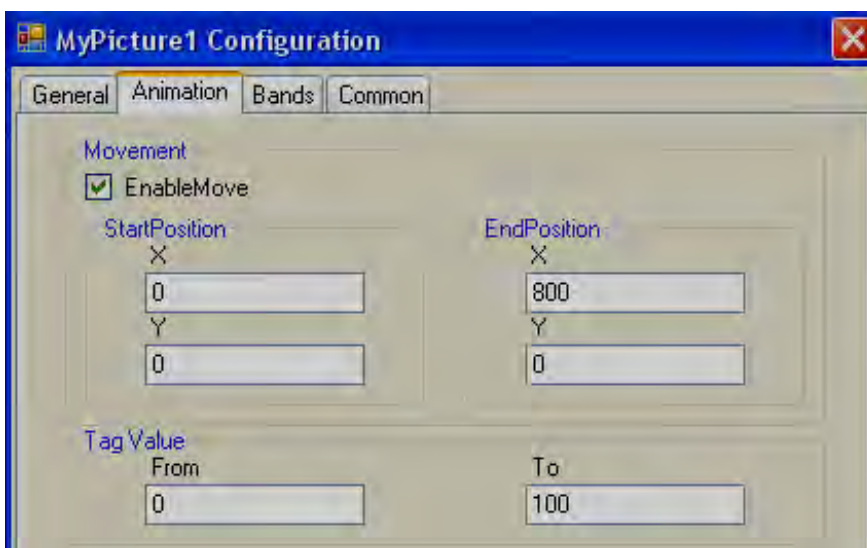 MyPicture1 Configuration
General Animation Bands Common
Movement
EnableMove
StartPosition EndPosition
X X
0 800
Y Y
0 0
Tag Value
From To
0 100